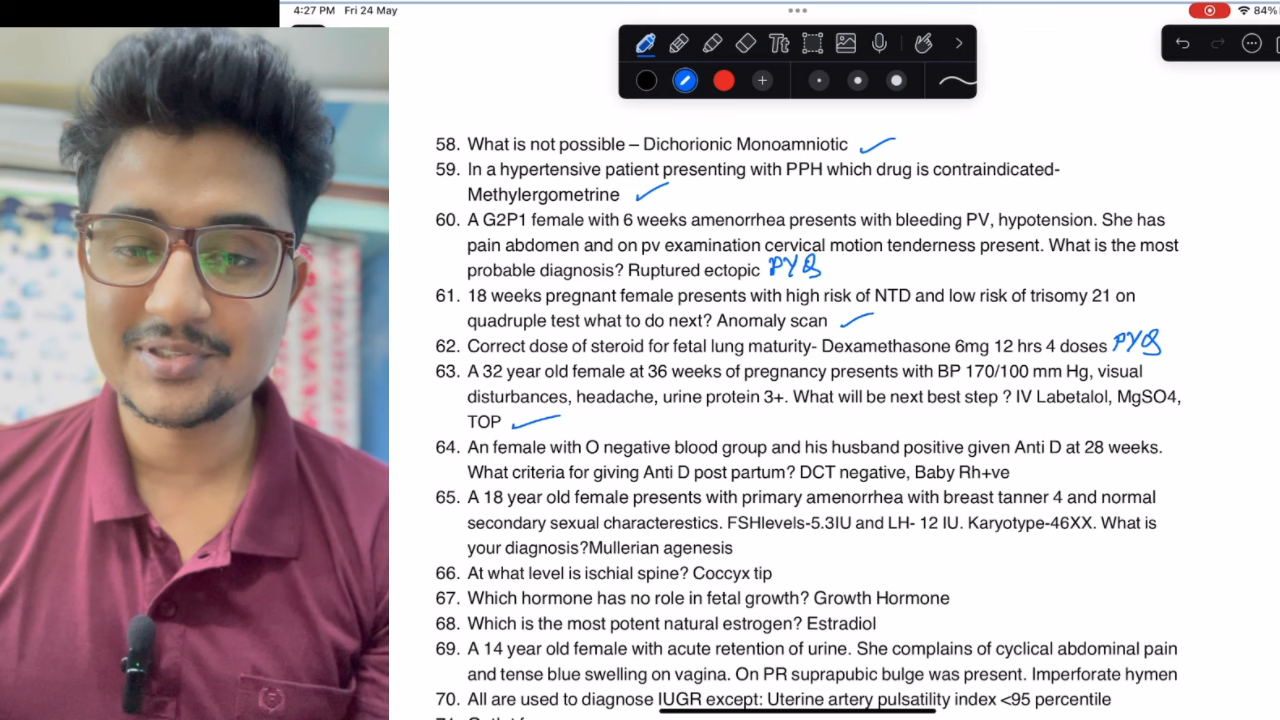 4:27 PM Fri 24 May
84%
Tt
58. What is not possible – Dichorionic Monoamniotic
59. In a hypertensive patient presenting with PPH which drug is contraindicated-
Methylergometrine
60. A G2P1 female with 6 weeks amenorrhea presents with bleeding PV, hypotension. She has
pain abdomen and on pv examination cervical motion tenderness present. What is the most
probable diagnosis? Ruptured ectopic PYQ
61. 18 weeks pregnant female presents with high risk of NTD and low risk of trisomy 21 on
quadruple test what to do next? Anomaly scan
62. Correct dose of steroid for fetal lung maturity- Dexamethasone 6mg 12 hrs 4 doses PYQ
63. A 32 year old female at 36 weeks of pregnancy presents with BP 170/100 mm Hg, visual
disturbances, headache, urine protein 3+. What will be next best step ? IV Labetalol, MgSO4,
TOP
64. An female with O negative blood group and his husband positive given Anti D at 28 weeks.
What criteria for giving Anti D post partum? DCT negative, Baby Rh+ve
65. A 18 year old female presents with primary amenorrhea with breast tanner 4 and normal
secondary sexual characterestics. FSHlevels-5.3IU and LH- 12 IU. Karyotype-46XX. What is
your diagnosis?Mullerian agenesis
66. At what level is ischial spine? Coccyx tip
67. Which hormone has no role in fetal growth? Growth Hormone
68. Which is the most potent natural estrogen? Estradiol
69. A 14 year old female with acute retention of urine. She complains of cyclical abdominal pain
and tense blue swelling on vagina. On PR suprapubic bulge was present. Imperforate hymen
70. All are used to diagnose IUGR except: Uterine artery pulsatility index <95 percentile